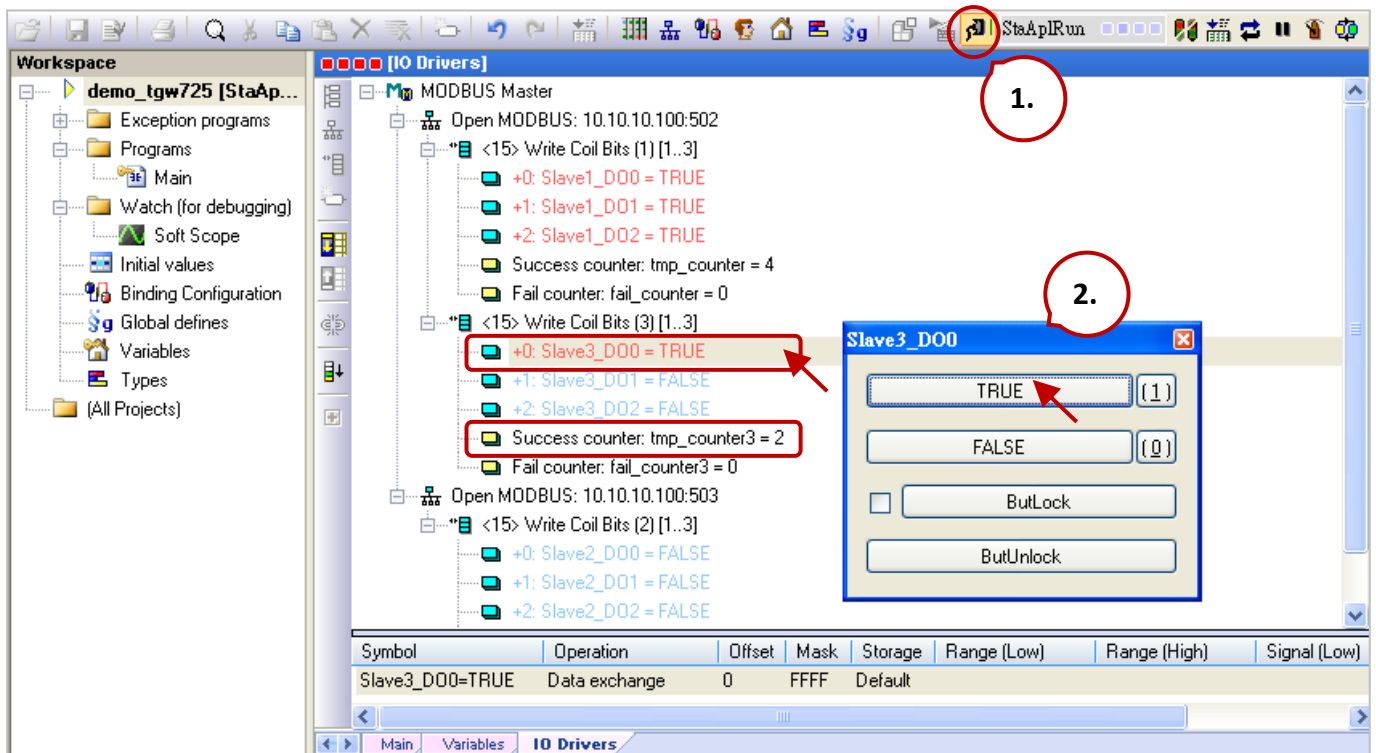 StaAplRun
Workspace
[IO Drivers]
1.
demo_tgw725 [StaAp...
Exception programs
Programs
Main
Watch (for debugging)
Soft Scope
Initial values
Binding Configuration
Global defines
Variables
Types
(All Projects)
MODBUS Master
Open MODBUS: 10.10.10.100:502
<15> Write Coil Bits (1) [1..3]
+0: Slave1_DO0 = TRUE
+1: Slave1_DO1 = TRUE
+2: Slave1_DO2 = TRUE
Success counter: tmp_counter = 4
Fail counter: fail_counter = 0
<15> Write Coil Bits (3) [1..3]
+0: Slave3_DO0 = TRUE
+1: Slave3_DO1 = FALSE
+2: Slave3_DO2 = FALSE
Success counter: tmp_counter3 = 2
Fail counter: fail_counter3 = 0
Open MODBUS: 10.10.10.100:503
<15> Write Coil Bits (2) [1..3]
+0: Slave2_DO0 = FALSE
+1: Slave2_DO1 = FALSE
+2: Slave2_DO2 = FALSE
2.
Slave3_DO0
TRUE (1)
FALSE (0)
ButLock
ButUnlock
Symbol Operation Offset Mask Storage Range (Low) Range (High) Signal (Low)
Slave3_DO0=TRUE Data exchange 0 FFFF Default
Main Variables IO Drivers